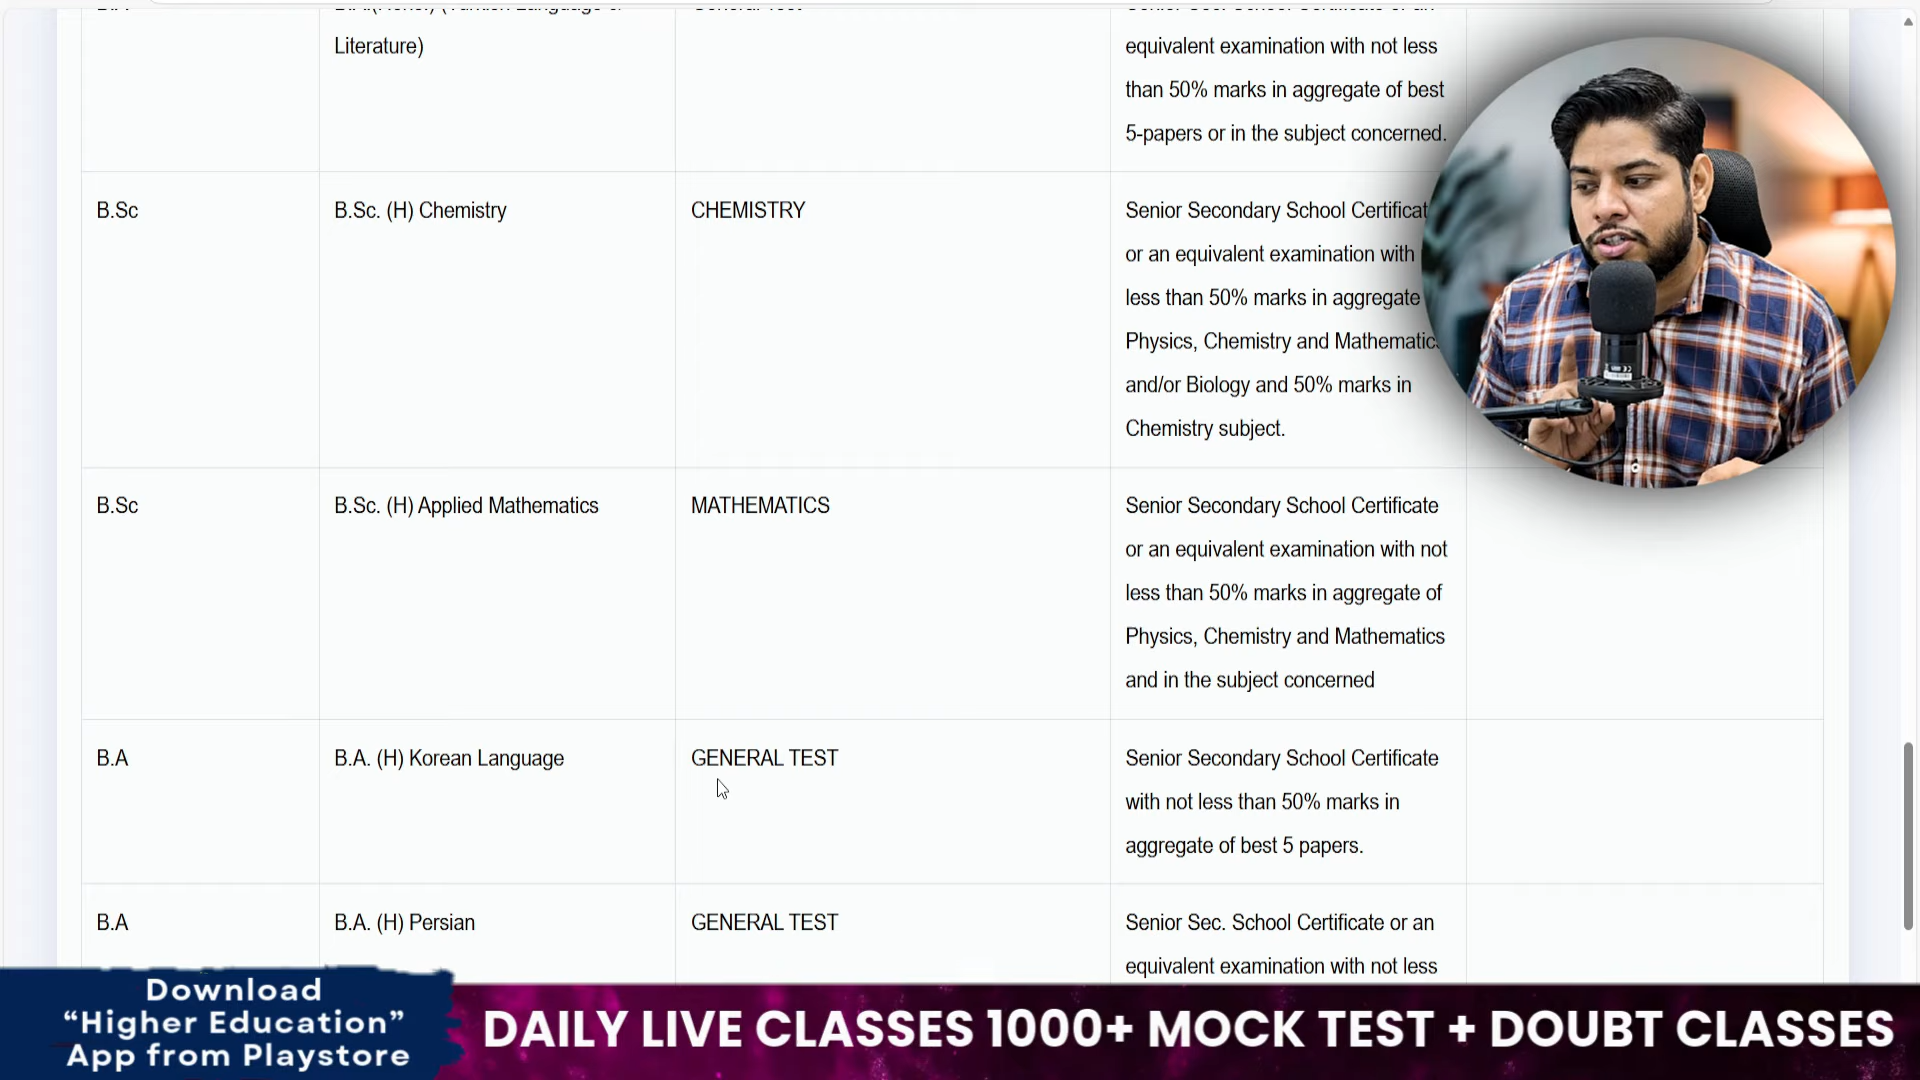 Literature)
equivalent examination with not less
than 50% marks in aggregate of best
5-papers or in the subject concerned.
B.Sc
B.Sc. (H) Chemistry
CHEMISTRY
Senior Secondary School Certificat
or an equivalent examination with
less than 50% marks in aggregate
Physics, Chemistry and Mathematic
and/or Biology and 50% marks in
Chemistry subject.
B.Sc
B.Sc. (H) Applied Mathematics
MATHEMATICS
Senior Secondary School Certificate
or an equivalent examination with not
less than 50% marks in aggregate of
Physics, Chemistry and Mathematics
and in the subject concerned
B.A
B.A. (H) Korean Language
GENERAL TEST
Senior Secondary School Certificate
with not less than 50% marks in
aggregate of best 5 papers.
B.A
B.A. (H) Persian
GENERAL TEST
Senior Sec. School Certificate or an
equivalent examination with not less
Download
“Higher Education”
App from Playstore
DAILY LIVE CLASSES 1000+ MOCK TEST + DOUBT CLASSES